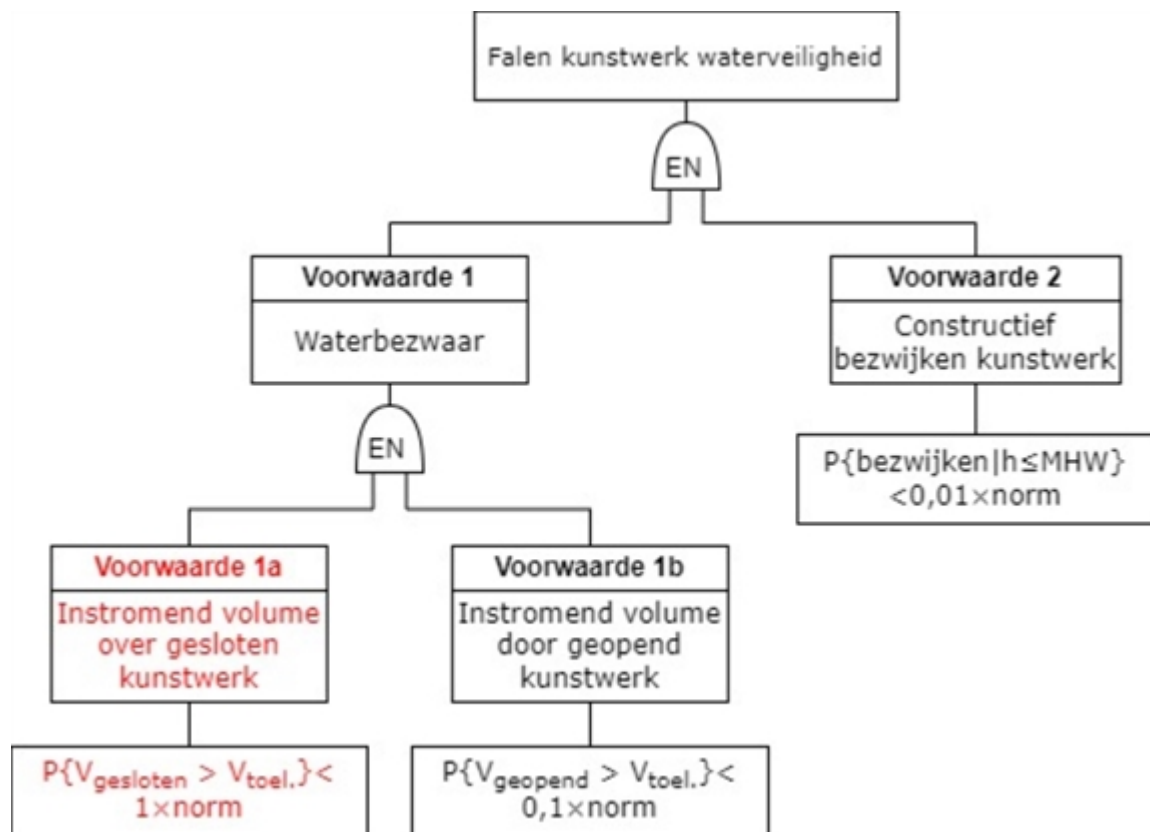 Falen kunstwerk waterveiligheid
EN
Voorwaarde 1
Waterbezwaar
Voorwaarde 2
Constructief
bezwijken kunstwerk
EN
P{bezwijken|h≤MHW}
<0,01×norm
Voorwaarde 1a
Instromend volume
over gesloten
kunstwerk
Voorwaarde 1b
Instromend volume
door geopend
kunstwerk
P{Vgesloten > Vtoel.}<
1×norm
P{Vgeopend > Vtoel.}<
0,1×norm